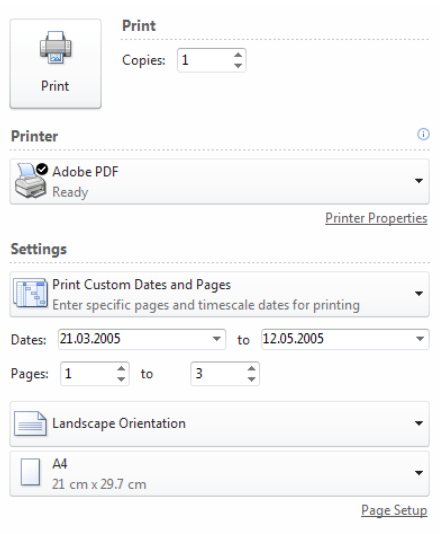 Print
Copies: 1
Print
Printer
Adobe PDF
Ready
Printer Properties
Settings
Print Custom Dates and Pages
Enter specific pages and timescale dates for printing
Dates: 21.03.2005 to 12.05.2005
Pages: 1 to 3
Landscape Orientation
A4
21 cm x 29.7 cm
Page Setup